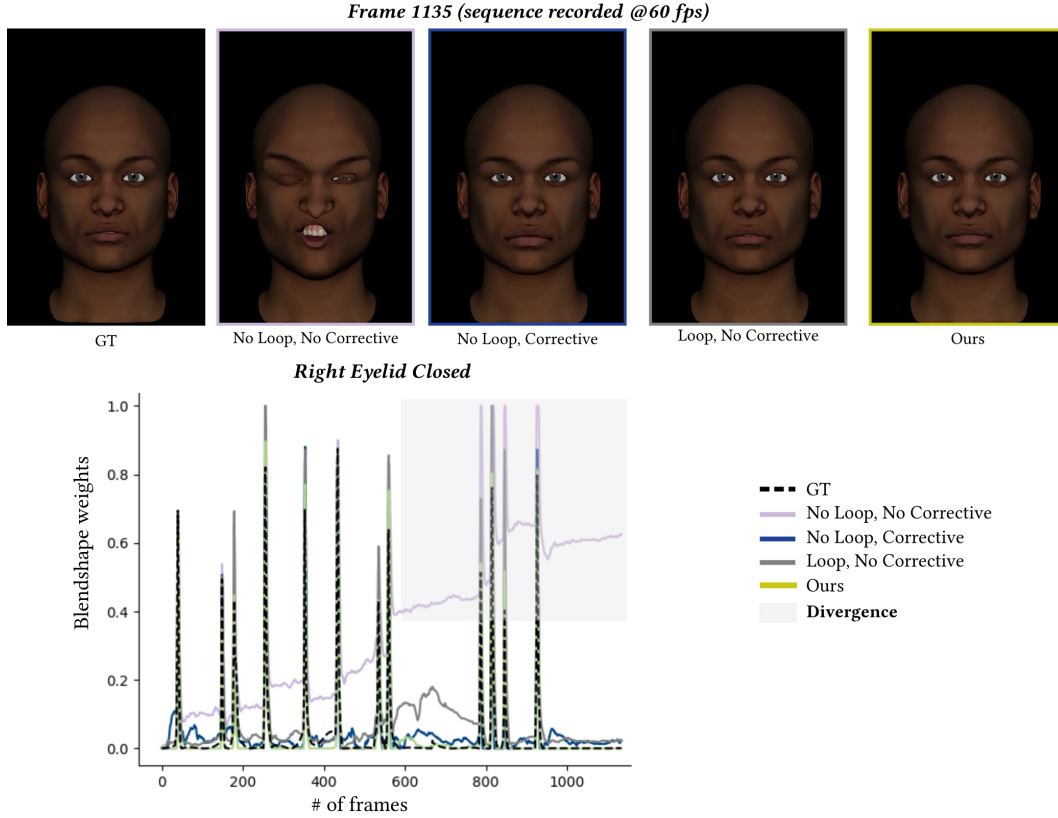 Frame 1135 (sequence recorded @60 fps)
GT
No Loop, No Corrective
No Loop, Corrective
Loop, No Corrective
Ours
Right Eyelid Closed
Blendshape weights
1.0
0.8
0.6
0.4
0.2
0.0
0
200
400
600
800
1000
# of frames
GT
No Loop, No Corrective
No Loop, Corrective
Loop, No Corrective
Ours
Divergence